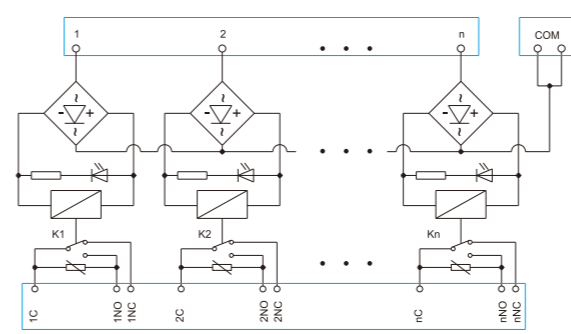 1 2 n COM
~ ~ ~
- + - + - +
~ ~ ~
K1 K2 Kn
1C 1NO 1NC 2C 2NO 2NC nC nNO nNC